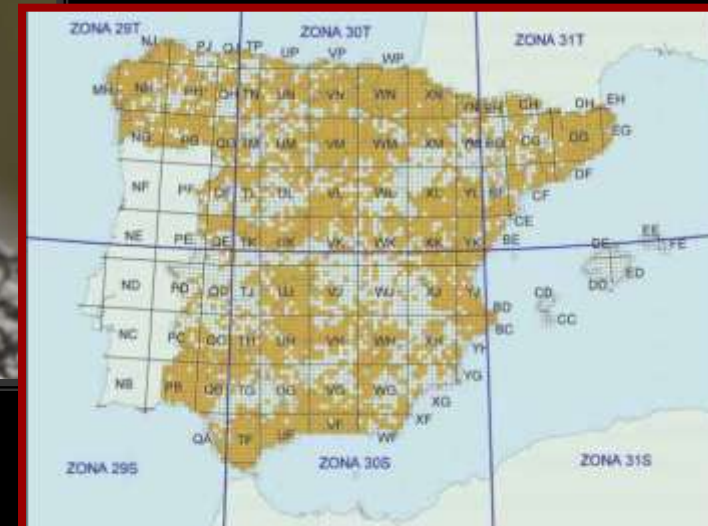 ZONA 29T ZONA 30T ZONA 31T
NJ PJ QJ TP UP VP WP
MH NH PH QH TN UN VN WN XN YN BH CH DH EH
NG PG QG TM UM VM WM XM YM BG CG DG EG
NF PF QF TL UL VL WL XL YL BF CF DF
NE PE QE TK UK VK WK XK YK BE CE DE EE FE
ND PD QD TJ UJ VJ WJ XJ YJ BD CD DD ED
NC PC QC TH UH VH WH XH YH BC CC
NB PB QB TG UG VG WG XG YG
QA TF UF VF WF XF
ZONA 29S ZONA 30S ZONA 31S